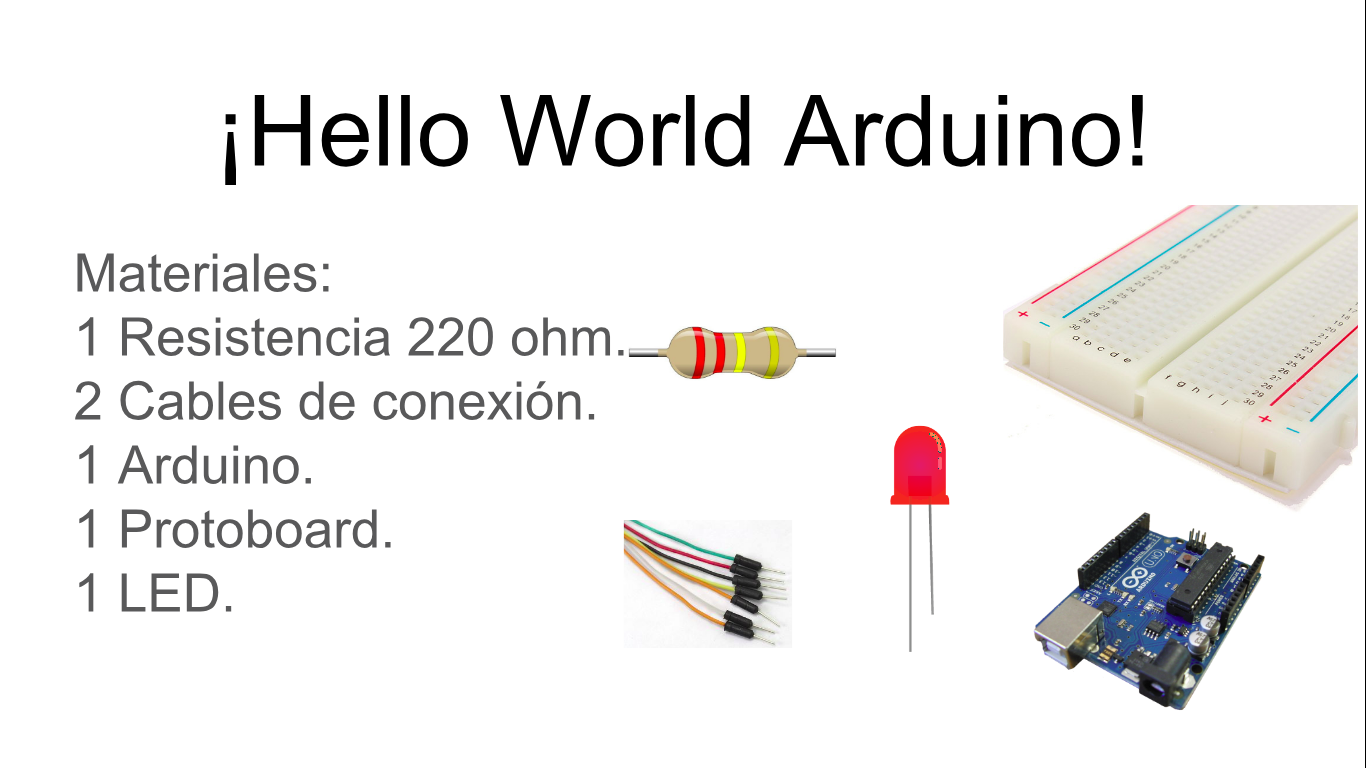 ¡Hello World Arduino!
Materiales:
1 Resistencia 220 ohm.
2 Cables de conexión.
1 Arduino.
1 Protoboard.
1 LED.